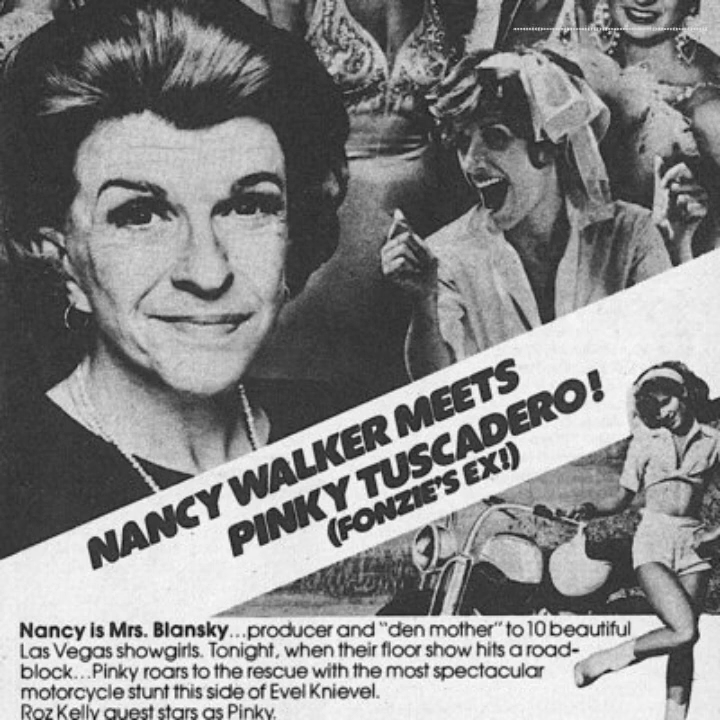 NANCY WALKER MEETS
PINKY TUSCADERO!
(FONZIE'S EX!)
Nancy is Mrs. Blansky...producer and "den mother" to 10 beautiful
Las Vegas showgirls. Tonight, when their floor show hits a road-
block...Pinky roars to the rescue with the most spectacular
motorcycle stunt this side of Evel Knievel.
Roz Kelly guest stars as Pinky.